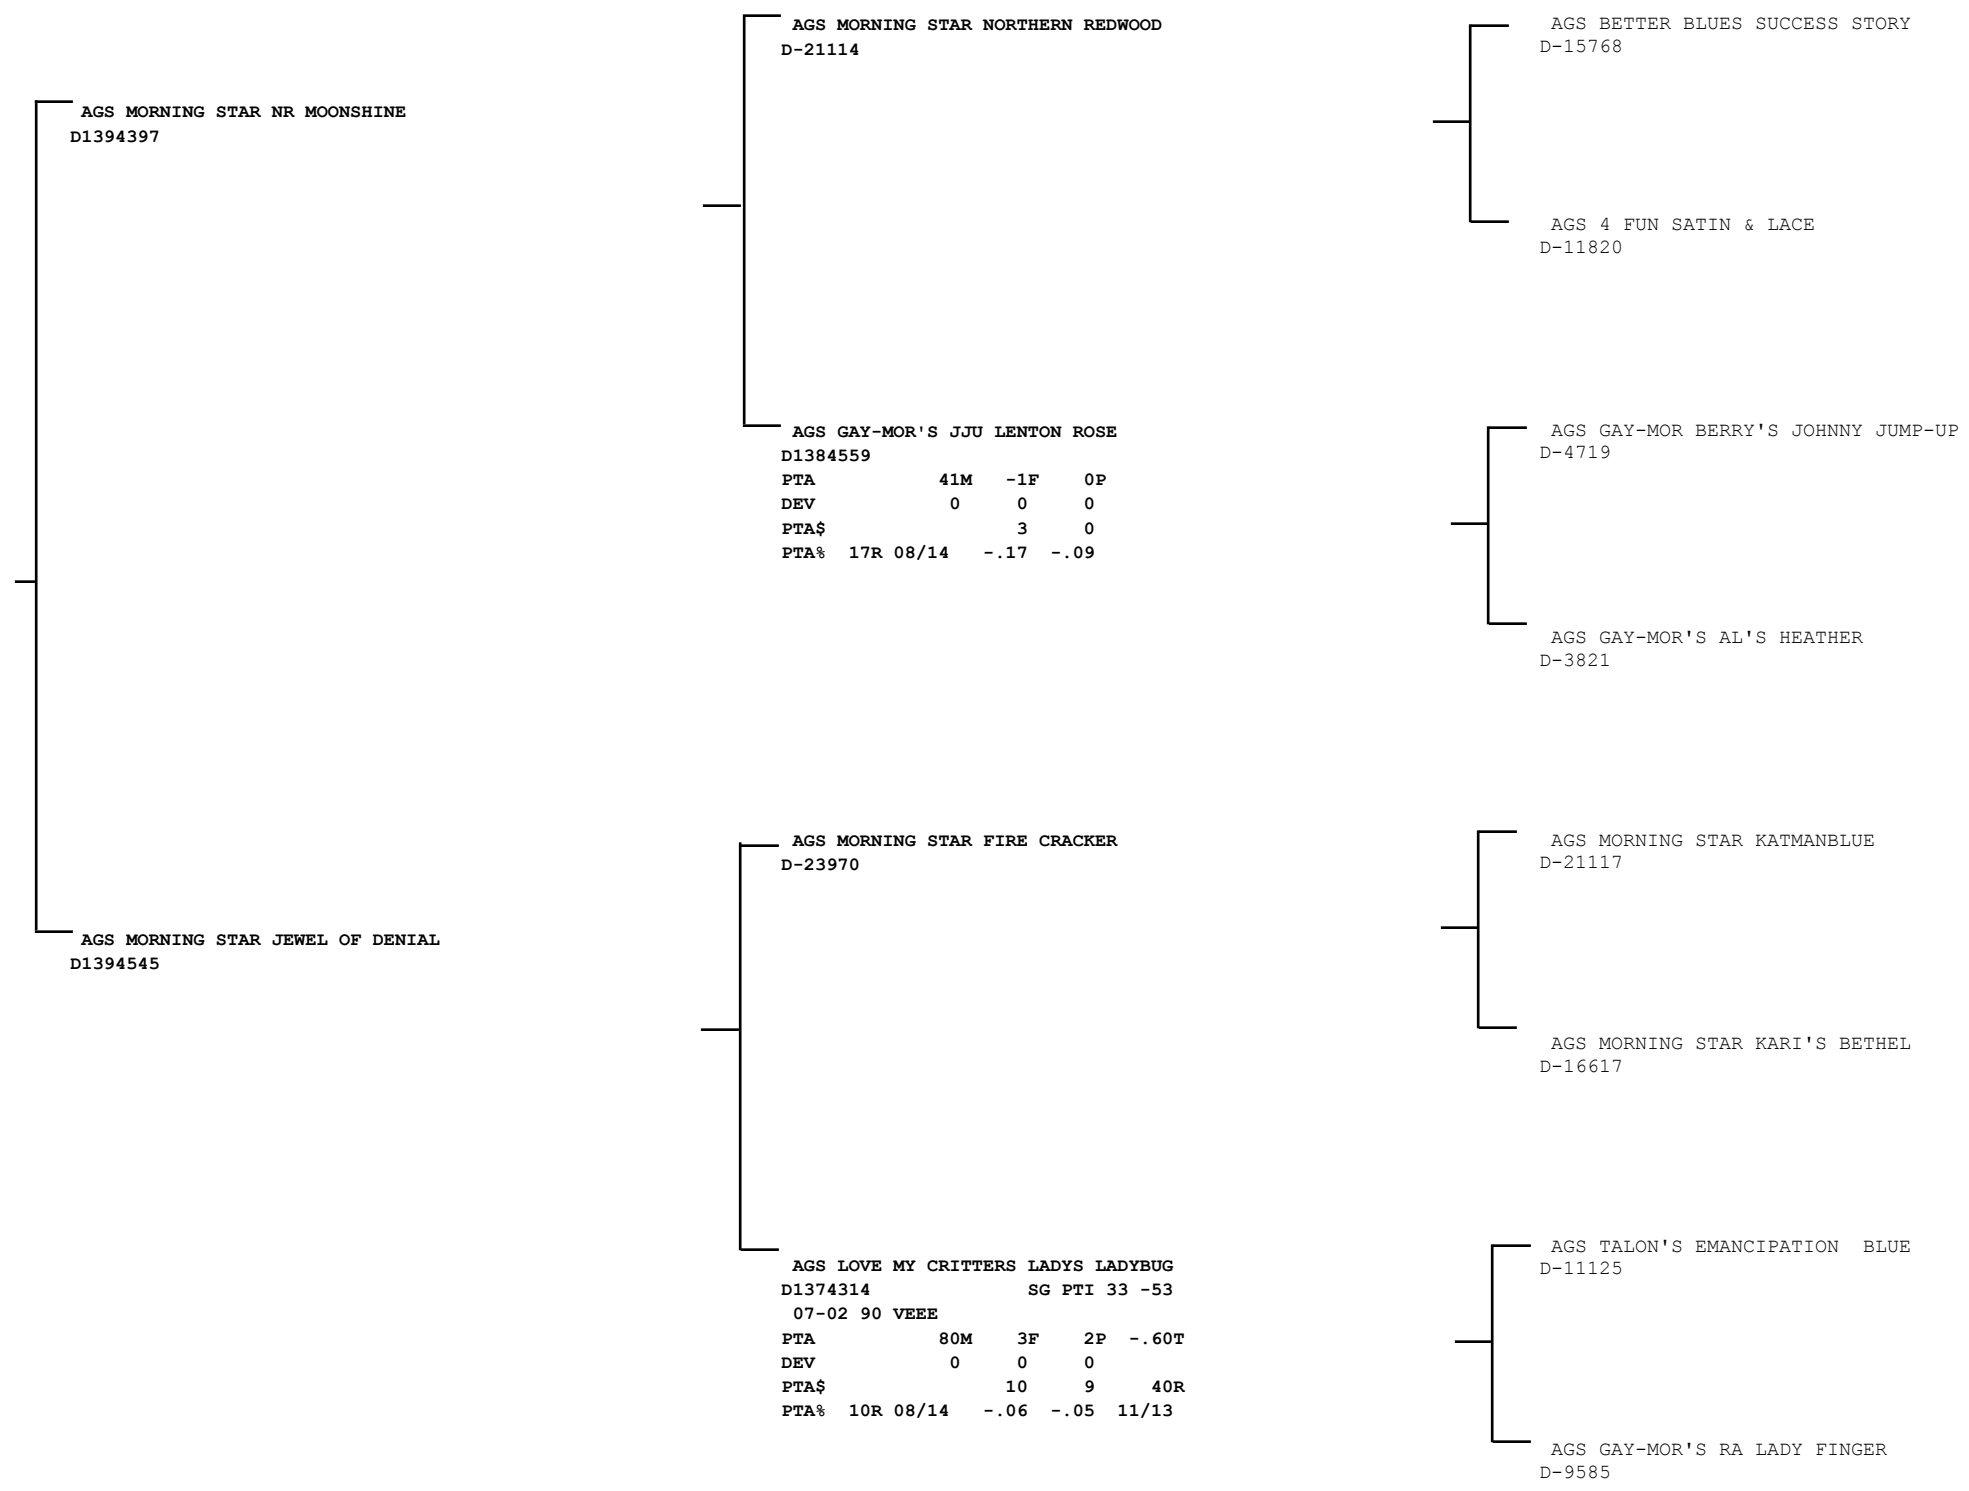 AGS MORNING STAR NR MOONSHINE
D1394397
AGS MORNING STAR JEWEL OF DENIAL
D1394545
AGS MORNING STAR NORTHERN REDWOOD
D-21114
AGS GAY-MOR'S JJU LENTON ROSE
D1384559
PTA 41M -1F 0P
DEV 0 0 0
PTA$ 3 0
PTA% 17R 08/14 -.17 -.09
AGS MORNING STAR FIRE CRACKER
D-23970
AGS LOVE MY CRITTERS LADYS LADYBUG
D1374314 SG PTI 33 -53
07-02 90 VEEE
PTA 80M 3F 2P -.60T
DEV 0 0 0
PTA$ 10 9 40R
PTA% 10R 08/14 -.06 -.05 11/13
AGS BETTER BLUES SUCCESS STORY
D-15768
AGS 4 FUN SATIN & LACE
D-11820
AGS GAY-MOR BERRY'S JOHNNY JUMP-UP
D-4719
AGS GAY-MOR'S AL'S HEATHER
D-3821
AGS MORNING STAR KATMANBLUE
D-21117
AGS MORNING STAR KARI'S BETHEL
D-16617
AGS TALON'S EMANCIPATION BLUE
D-11125
AGS GAY-MOR'S RA LADY FINGER
D-9585